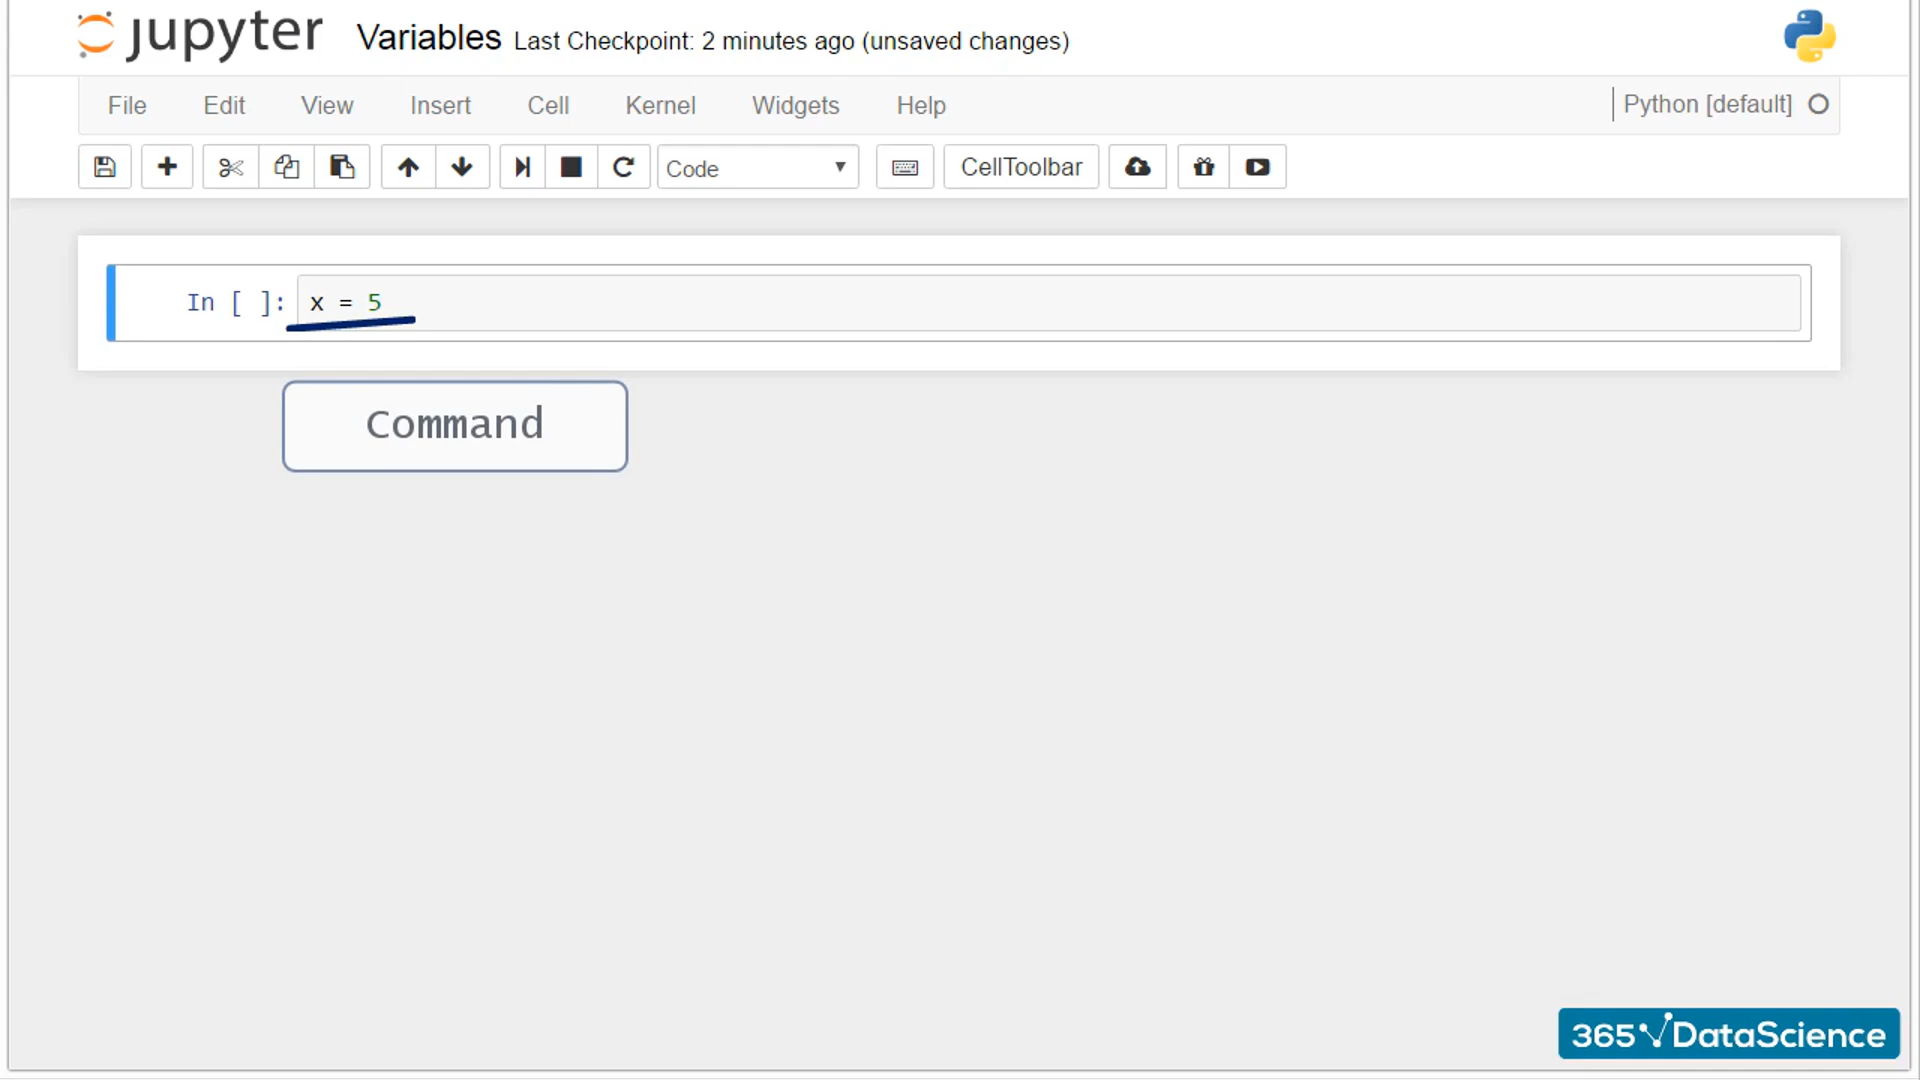 jupyter Variables Last Checkpoint: 2 minutes ago (unsaved changes)
File Edit View Insert Cell Kernel Widgets Help Python [default]
Code CellToolbar
In [ ]: x = 5
Command
365 DataScience